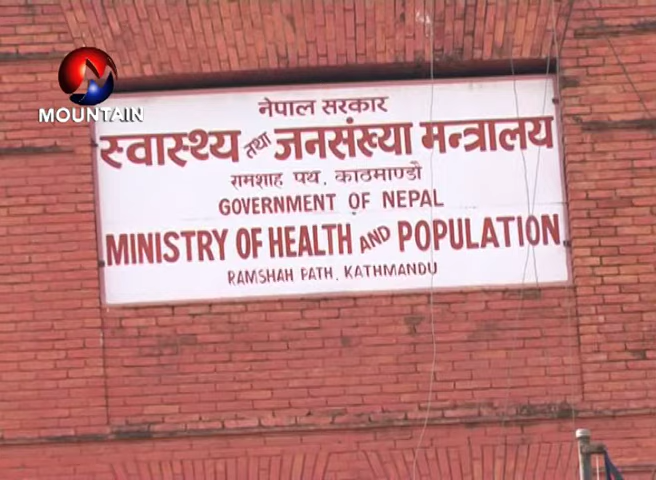 MOUNTAIN
नेपाल सरकार
स्वास्थ्य तथा जनसंख्या मन्त्रालय
रामशाह पथ, काठमाण्डौ
GOVERNMENT OF NEPAL
MINISTRY OF HEALTH AND POPULATION
RAMSHAH PATH, KATHMANDU